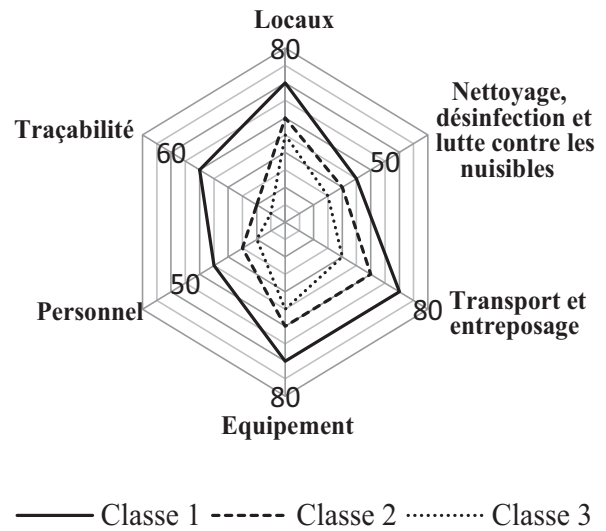 Locaux
80
Nettoyage,
désinfection et
lutte contre les
nuisibles
50
Traçabilité
60
Personnel
50
Transport et
entreposage
80
80
Equipement
Classe 1
Classe 2
Classe 3